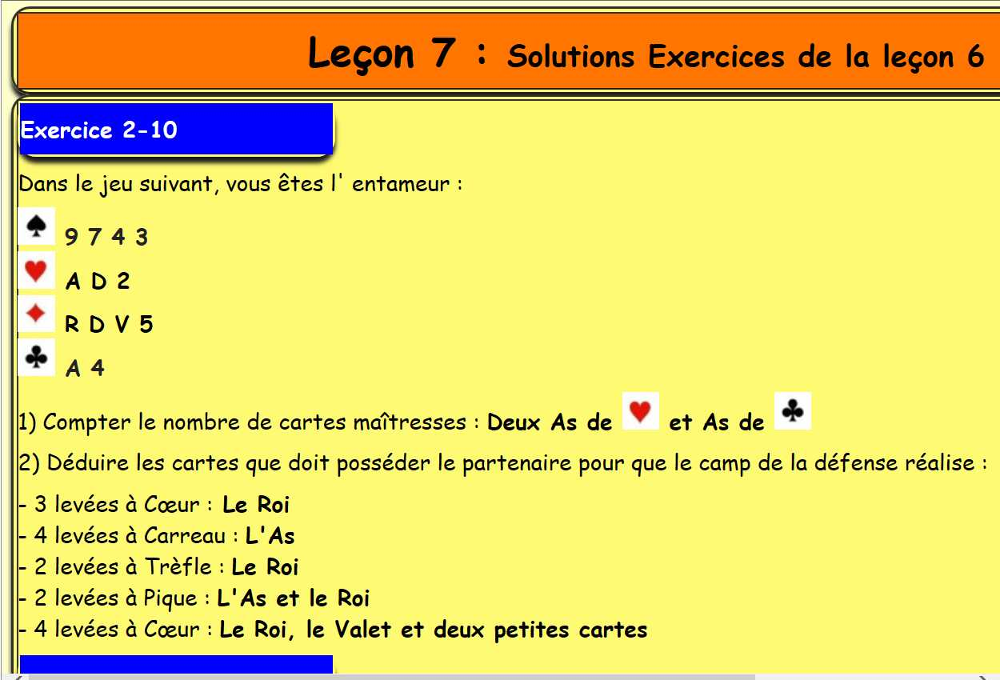 Leçon 7 : Solutions Exercices de la leçon 6
Exercice 2-10
Dans le jeu suivant, vous êtes l' entameur :
♠ 9 7 4 3
♥ A D 2
♦ R D V 5
♣ A 4
1) Compter le nombre de cartes maîtresses : Deux As de ♥ et As de ♣
2) Déduire les cartes que doit posséder le partenaire pour que le camp de la défense réalise :
- 3 levées à Cœur : Le Roi
- 4 levées à Carreau : L'As
- 2 levées à Trèfle : Le Roi
- 2 levées à Pique : L'As et le Roi
- 4 levées à Cœur : Le Roi, le Valet et deux petites cartes